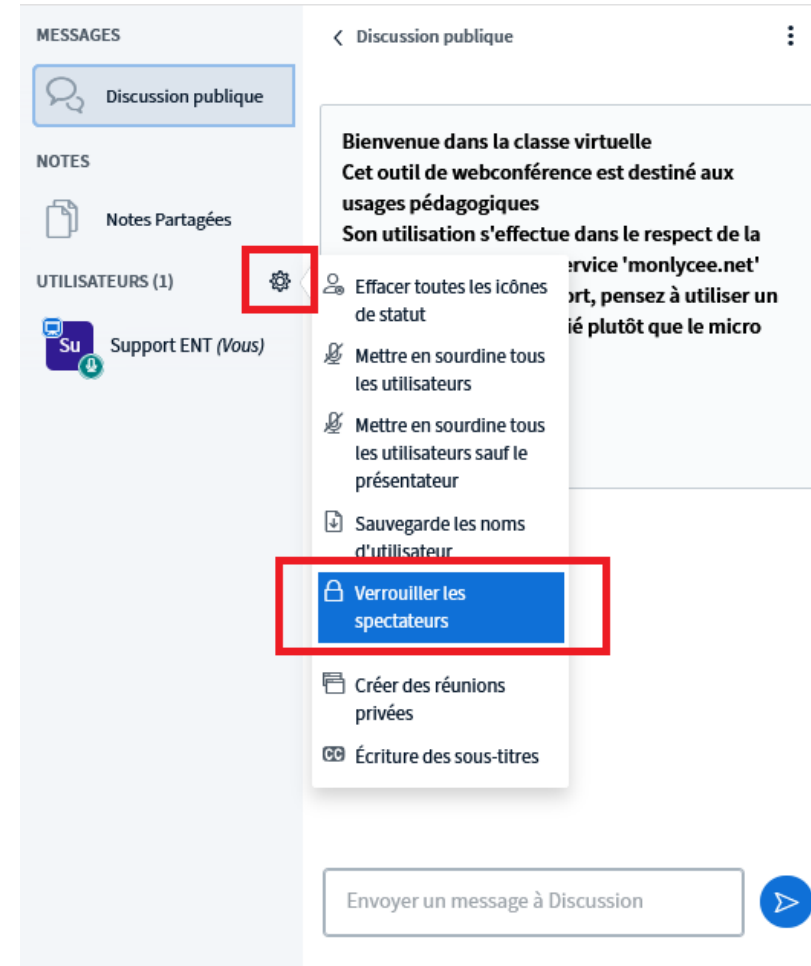 MESSAGES
Discussion publique
NOTES
Notes Partagées
UTILISATEURS (1)
Su
Support ENT (Vous)
Discussion publique
Bienvenue dans la classe virtuelle
Cet outil de webconférence est destiné aux
usages pédagogiques
Son utilisation s'effectue dans le respect de la
ervice 'monlycee.net'
ort, pensez à utiliser un
ié plutôt que le micro
Effacer toutes les icônes
de statut
Mettre en sourdine tous
les utilisateurs
Mettre en sourdine tous
les utilisateurs sauf le
présentateur
Sauvegarde les noms
d'utilisateur
Verrouiller les
spectateurs
Créer des réunions
privées
CC Écriture des sous-titres
Envoyer un message à Discussion